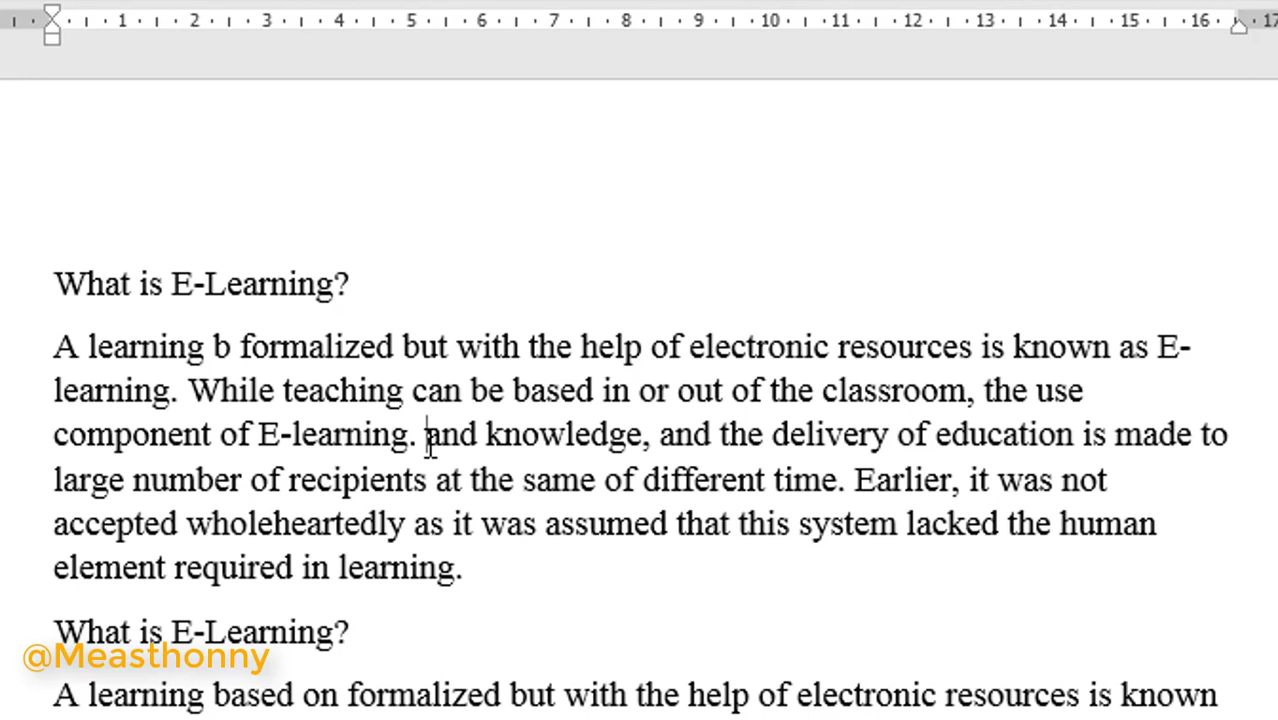 1 2 3 4 5 6 7 8 9 10 11 12 13 14 15 16 17
What is E-Learning?
A learning b formalized but with the help of electronic resources is known as E-
learning. While teaching can be based in or out of the classroom, the use
component of E-learning. and knowledge, and the delivery of education is made to
large number of recipients at the same of different time. Earlier, it was not
accepted wholeheartedly as it was assumed that this system lacked the human
element required in learning.
What is E-Learning?
@Measthonny
A learning based on formalized but with the help of electronic resources is known